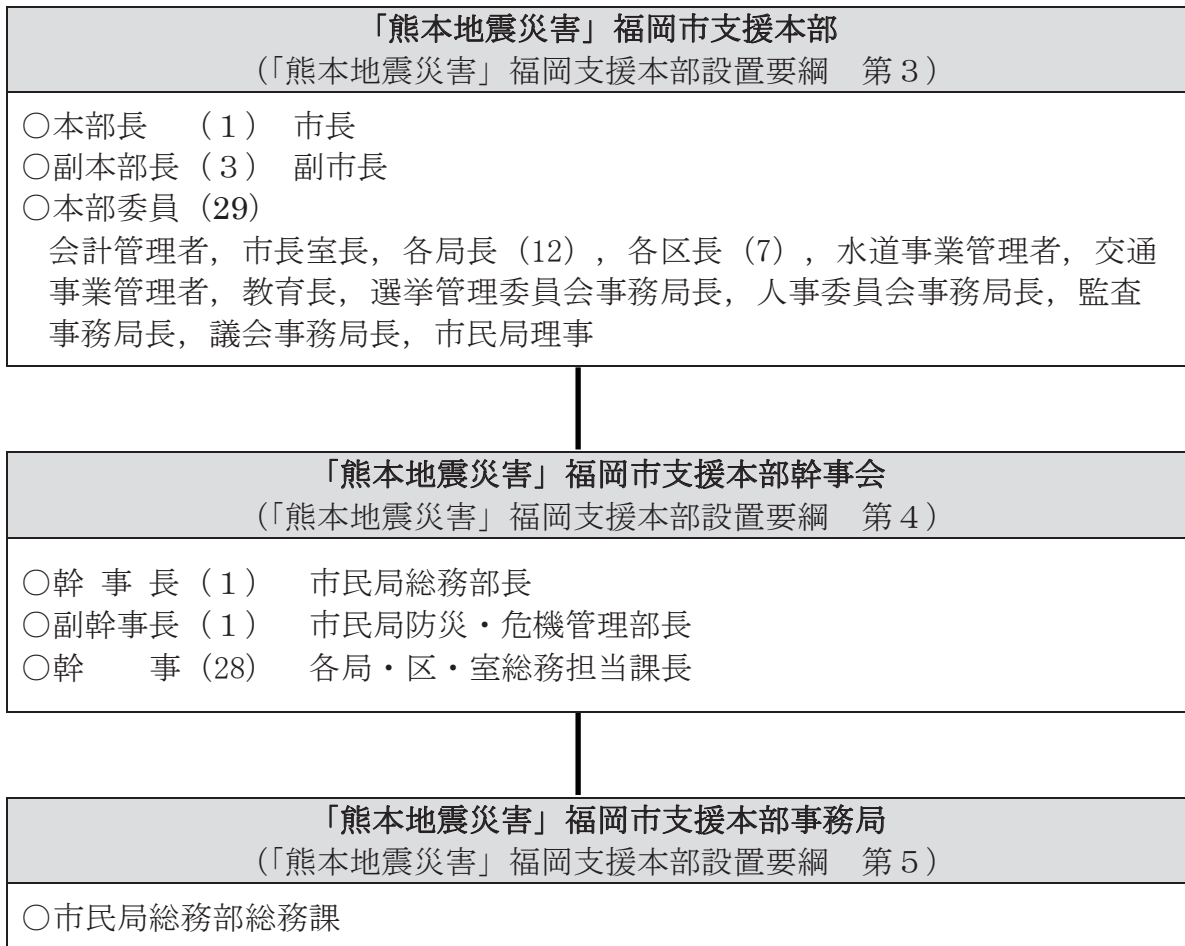 「熊本地震災害」福岡市支援本部
(「熊本地震災害」福岡支援本部設置要綱　第３)
○本部長　(１)　市長
○副本部長(３)　副市長
○本部委員(29)
会計管理者，市長室長，各局長(12)，各区長(7)，水道事業管理者，交通
事業管理者，教育長，選挙管理委員会事務局長，人事委員会事務局長，監査
事務局長，議会事務局長，市民局理事
「熊本地震災害」福岡市支援本部幹事会
(「熊本地震災害」福岡支援本部設置要綱　第４)
○幹 事 長(１)　市民局総務部長
○副幹事長(１)　市民局防災・危機管理部長
○幹　　事(28)　各局・区・室総務担当課長
「熊本地震災害」福岡市支援本部事務局
(「熊本地震災害」福岡支援本部設置要綱　第５)
○市民局総務部総務課